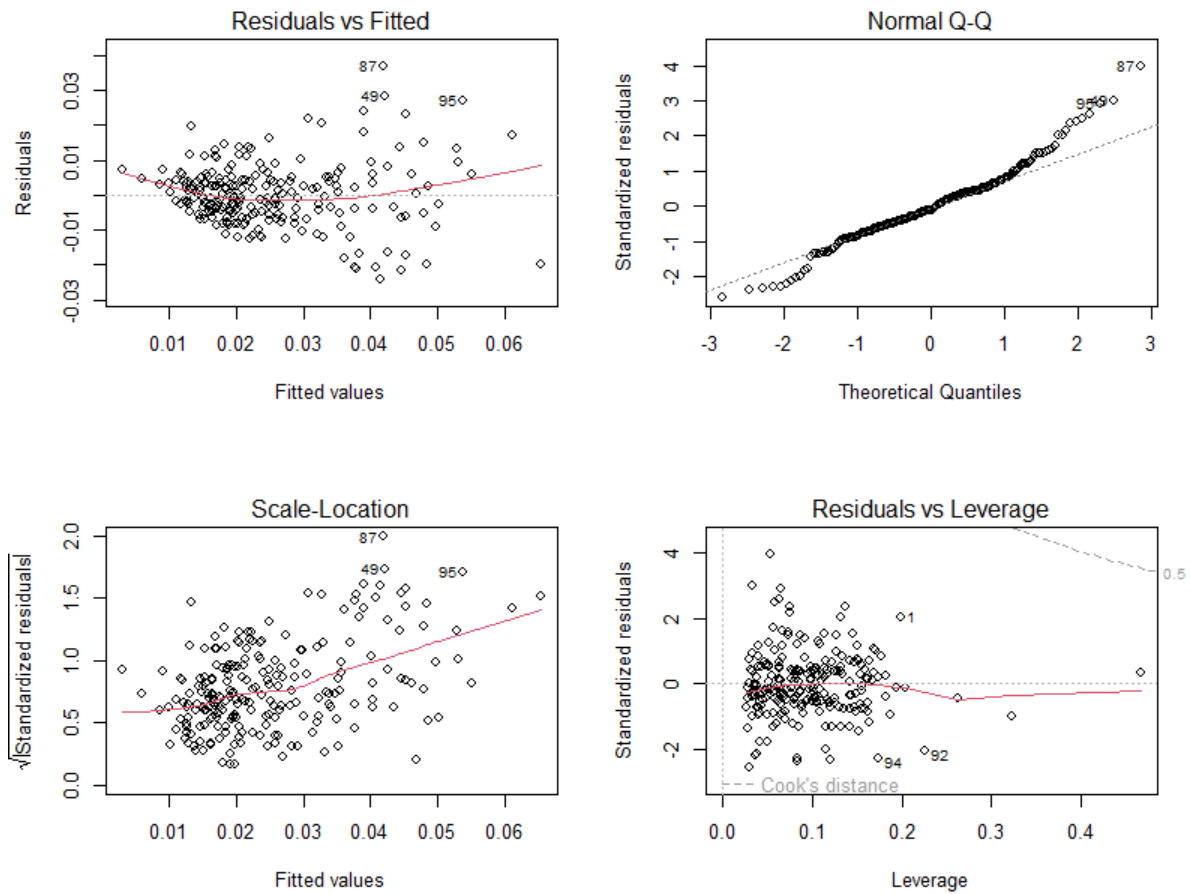 Residuals vs Fitted
Residuals
-0.03 -0.01 0.01 0.03
87
49
95
0.01 0.02 0.03 0.04 0.05 0.06
Fitted values
Normal Q-Q
Standardized residuals
-2 -1 0 1 2 3 4
87
-3 -2 -1 0 1 2 3
Theoretical Quantiles
Scale-Location
√|Standardized residuals|
0.0 0.5 1.0 1.5 2.0
87
49
95
0.01 0.02 0.03 0.04 0.05 0.06
Fitted values
Residuals vs Leverage
Standardized residuals
-2 0 2 4
0.5
1
94
92
Cook's distance
0.0 0.1 0.2 0.3 0.4
Leverage